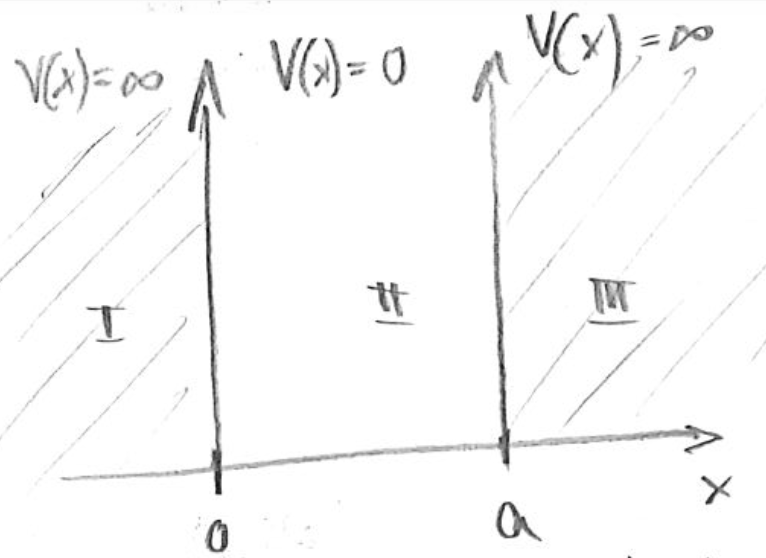 V(x)=∞ V(x)=0 V(x)=∞
I II III
0 a x